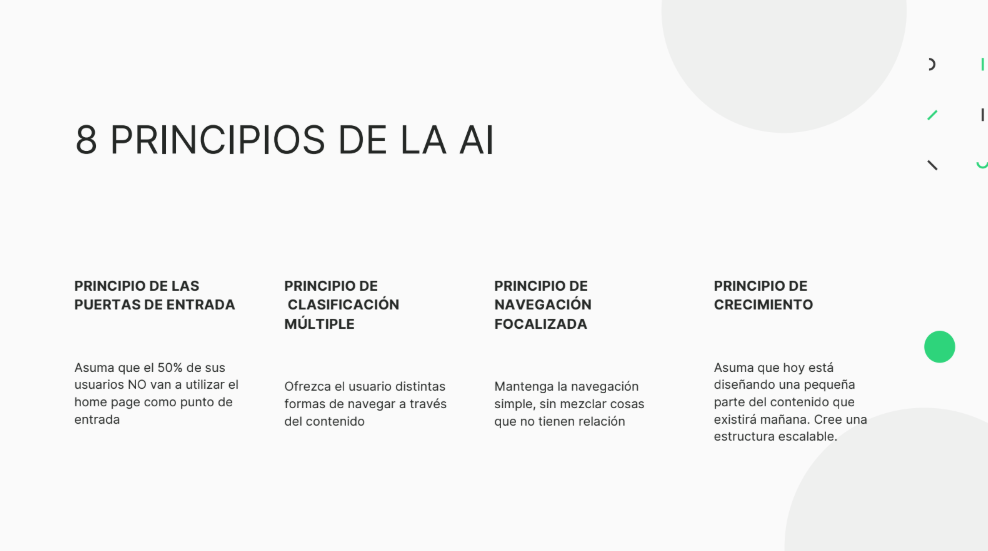 8 PRINCIPIOS DE LA AI
PRINCIPIO DE LAS
PUERTAS DE ENTRADA
Asuma que el 50% de sus
usuarios NO van a utilizar el
home page como punto de
entrada
PRINCIPIO DE
CLASIFICACIÓN
MÚLTIPLE
Ofrezca el usuario distintas
formas de navegar a través
del contenido
PRINCIPIO DE
NAVEGACIÓN
FOCALIZADA
Mantenga la navegación
simple, sin mezclar cosas
que no tienen relación
PRINCIPIO DE
CRECIMIENTO
Asuma que hoy está
diseñando una pequeña
parte del contenido que
existirá mañana. Cree una
estructura escalable.